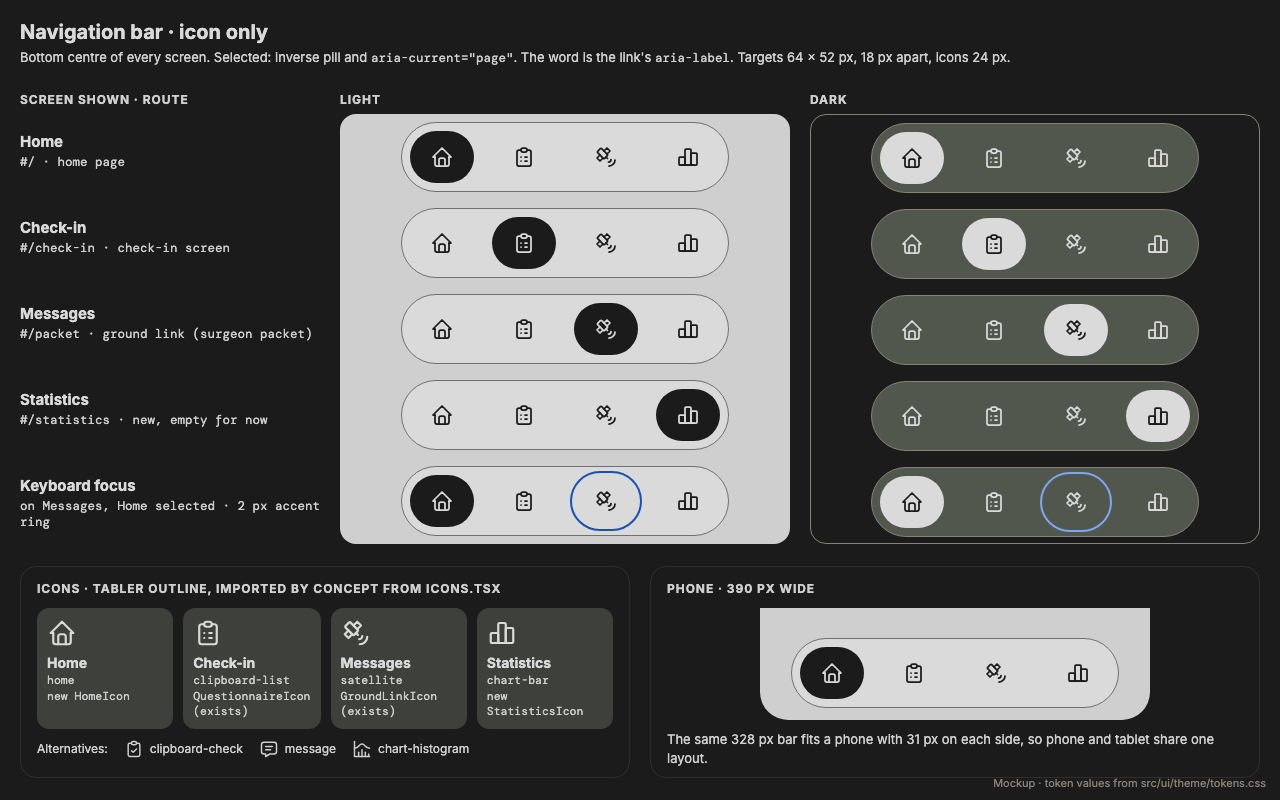 Navigation bar · icon only
Bottom centre of every screen. Selected: inverse pill and aria-current="page". The word is the link's aria-label. Targets 64 × 52 px, 18 px apart, icons 24 px.
SCREEN SHOWN · ROUTE
LIGHT
DARK
Home
#/ · home page
Check-in
#/check-in · check-in screen
Messages
#/packet · ground link (surgeon packet)
Statistics
#/statistics · new, empty for now
Keyboard focus
on Messages, Home selected · 2 px accent
ring
ICONS · TABLER OUTLINE, IMPORTED BY CONCEPT FROM ICONS.TSX
Home
home
new HomeIcon
Check-in
clipboard-list
QuestionnaireIcon
(exists)
Messages
satellite
GroundLinkIcon
(exists)
Statistics
chart-bar
new
StatisticsIcon
Alternatives:
clipboard-check
message
chart-histogram
PHONE · 390 PX WIDE
The same 328 px bar fits a phone with 31 px on each side, so phone and tablet share one
layout.
Mockup · token values from src/ui/theme/tokens.css